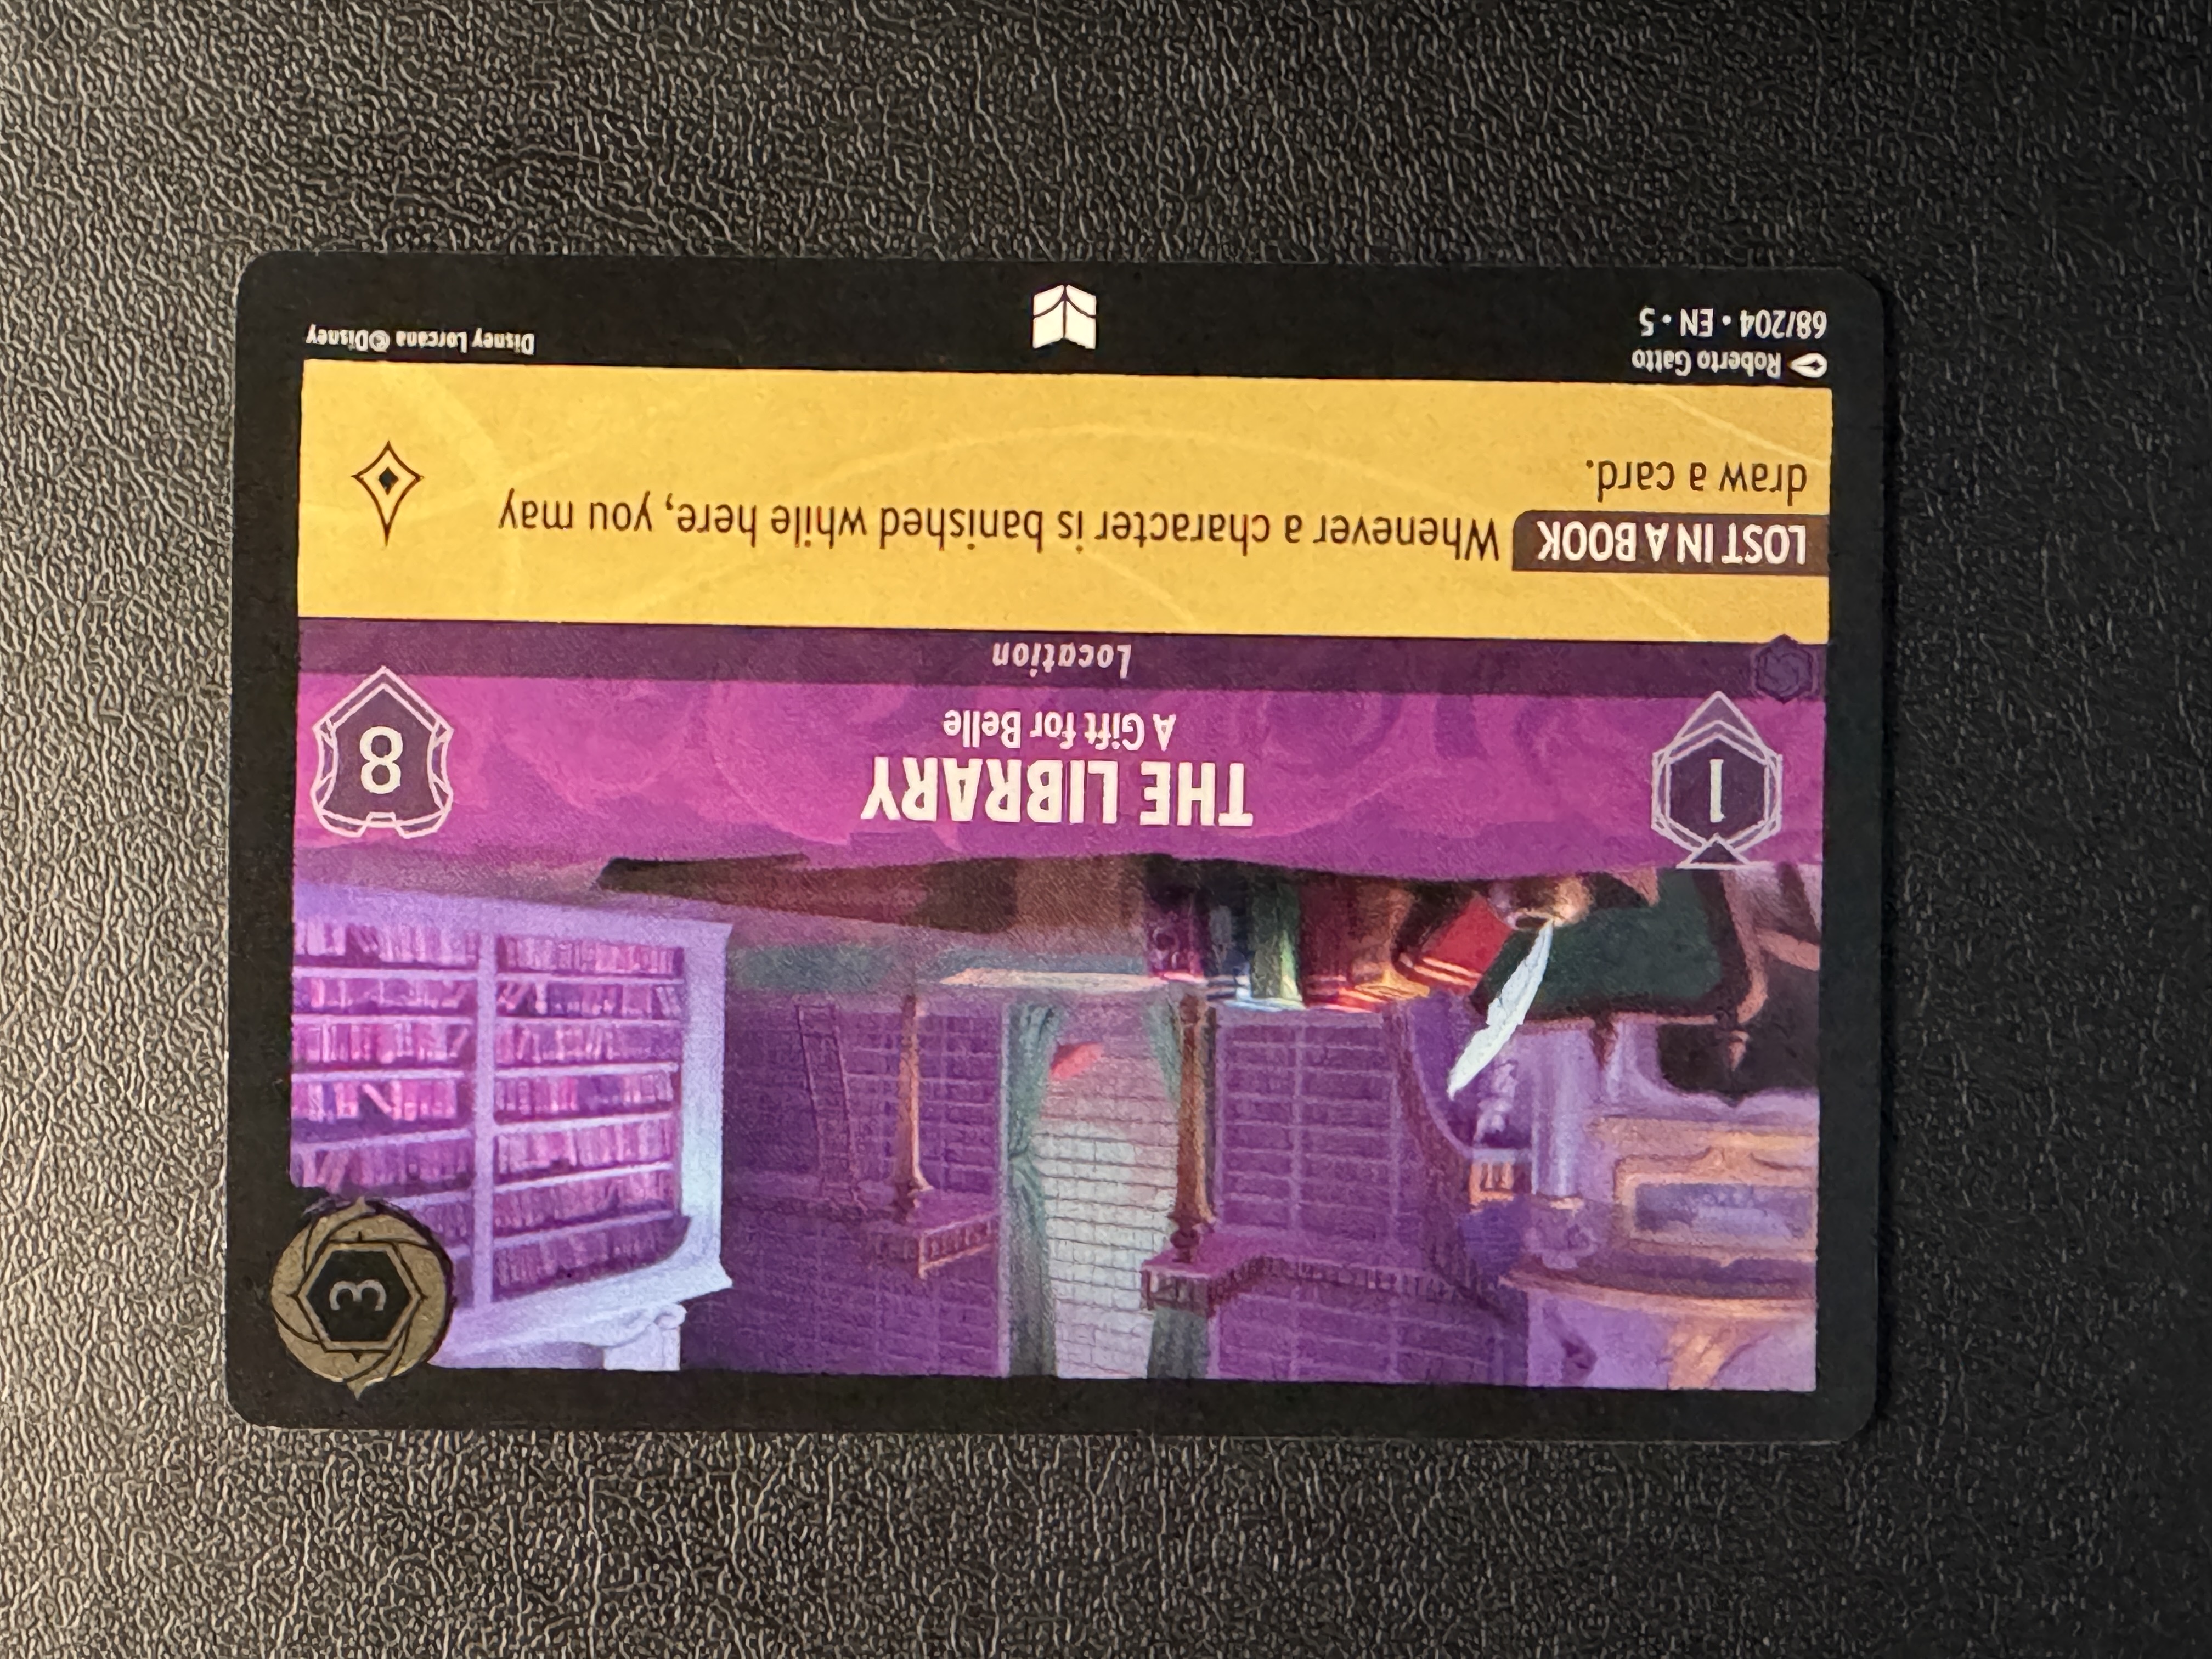 3
1
THE LIBRARY
A Gift for Belle
8
Location
LOST IN A BOOK Whenever a character is banished while here, you may
draw a card.
Roberto Gatto
68/204 • EN • 5
Disney Lorcana ©Disney